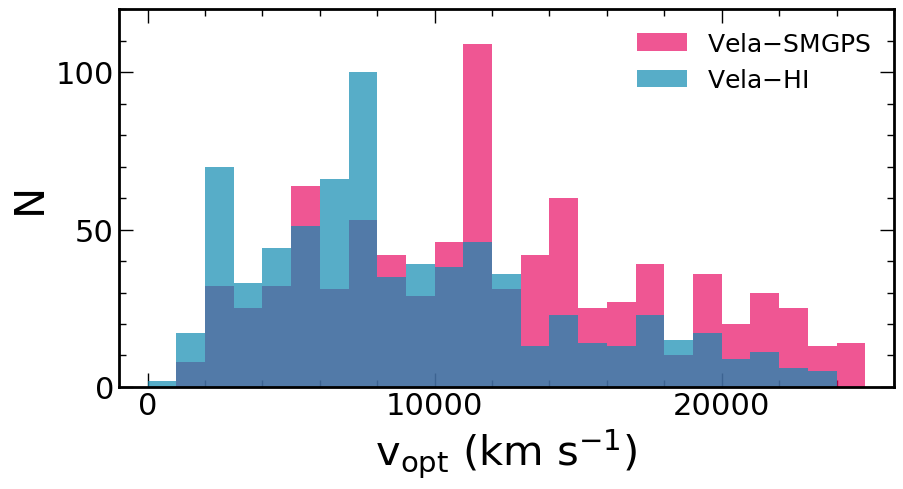 Vela−SMGPS
Vela−HI
100
50
0
N
0 10000 20000
v_opt (km s⁻¹)